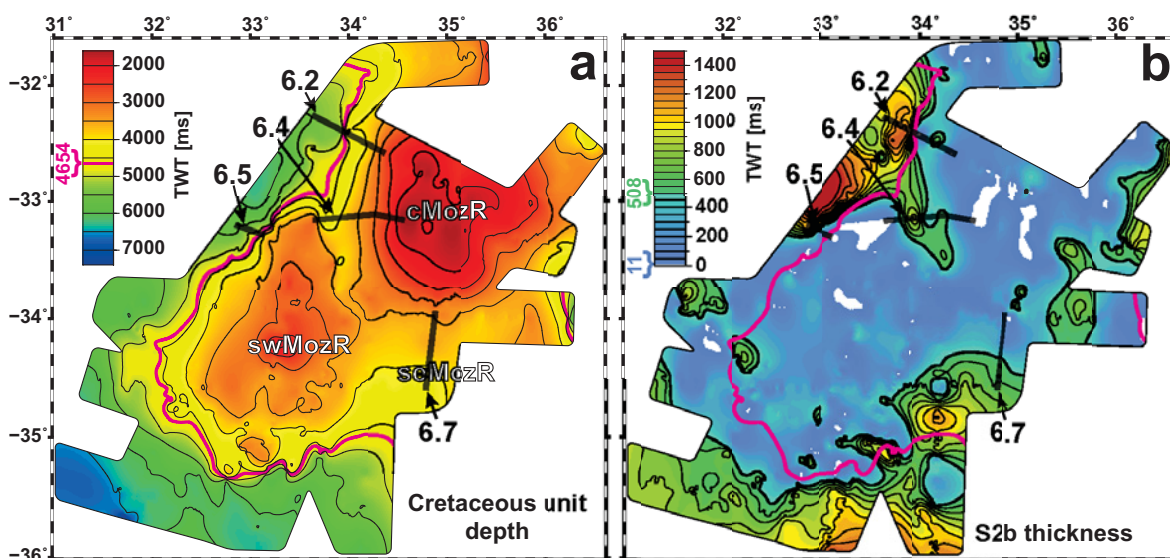 31° 32° 33° 34° 35° 36°
32° 33° 34° 35° 36°
a
b
−32°
−33°
−34°
−35°
−36°
2000
3000
4000
5000
6000
7000
TWT [ms]
4654
6.2
6.4
6.5
cMozR
swMozR
scMozR
6.7
Cretaceous unit
depth
1400
1200
1000
800
600
400
200
0
TWT [ms]
508
11
6.2
6.4
6.5
6.7
S2b thickness